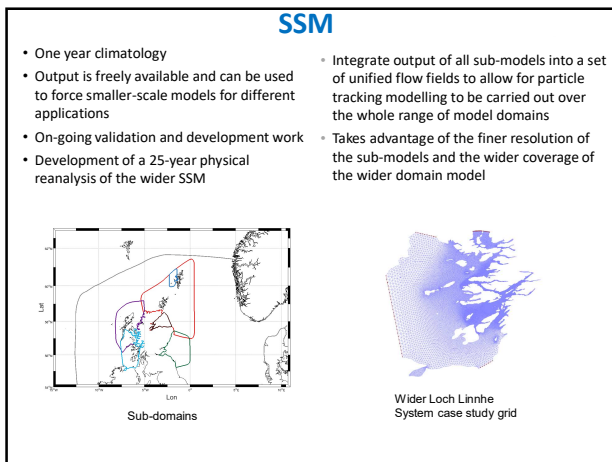 SSM
• One year climatology
• Output is freely available and can be used
to force smaller-scale models for different
applications
• On-going validation and development work
• Development of a 25-year physical
reanalysis of the wider SSM
• Integrate output of all sub-models into a set
of unified flow fields to allow for particle
tracking modelling to be carried out over
the whole range of model domains
• Takes advantage of the finer resolution of
the sub-models and the wider coverage of
the wider domain model
Lat
Lon
Sub-domains
Wider Loch Linnhe
System case study grid